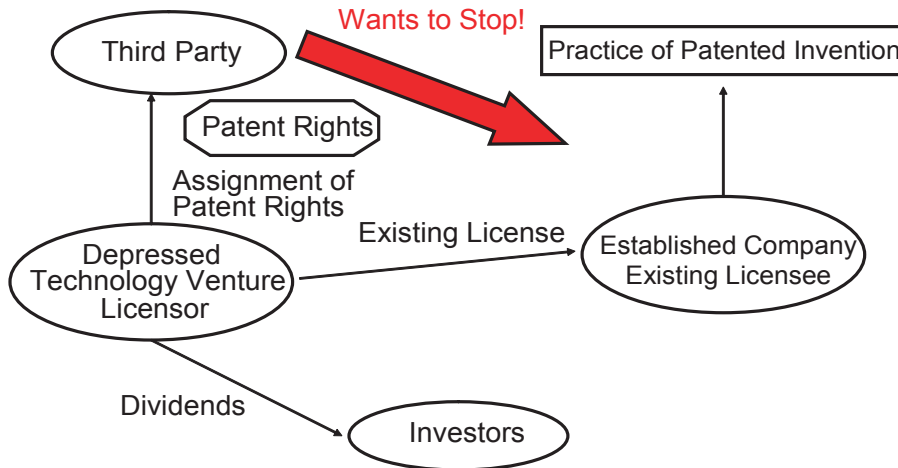 Wants to Stop!
Third Party
Practice of Patented Invention
Patent Rights
Assignment of
Patent Rights
Existing License
Depressed
Technology Venture
Licensor
Established Company
Existing Licensee
Dividends
Investors